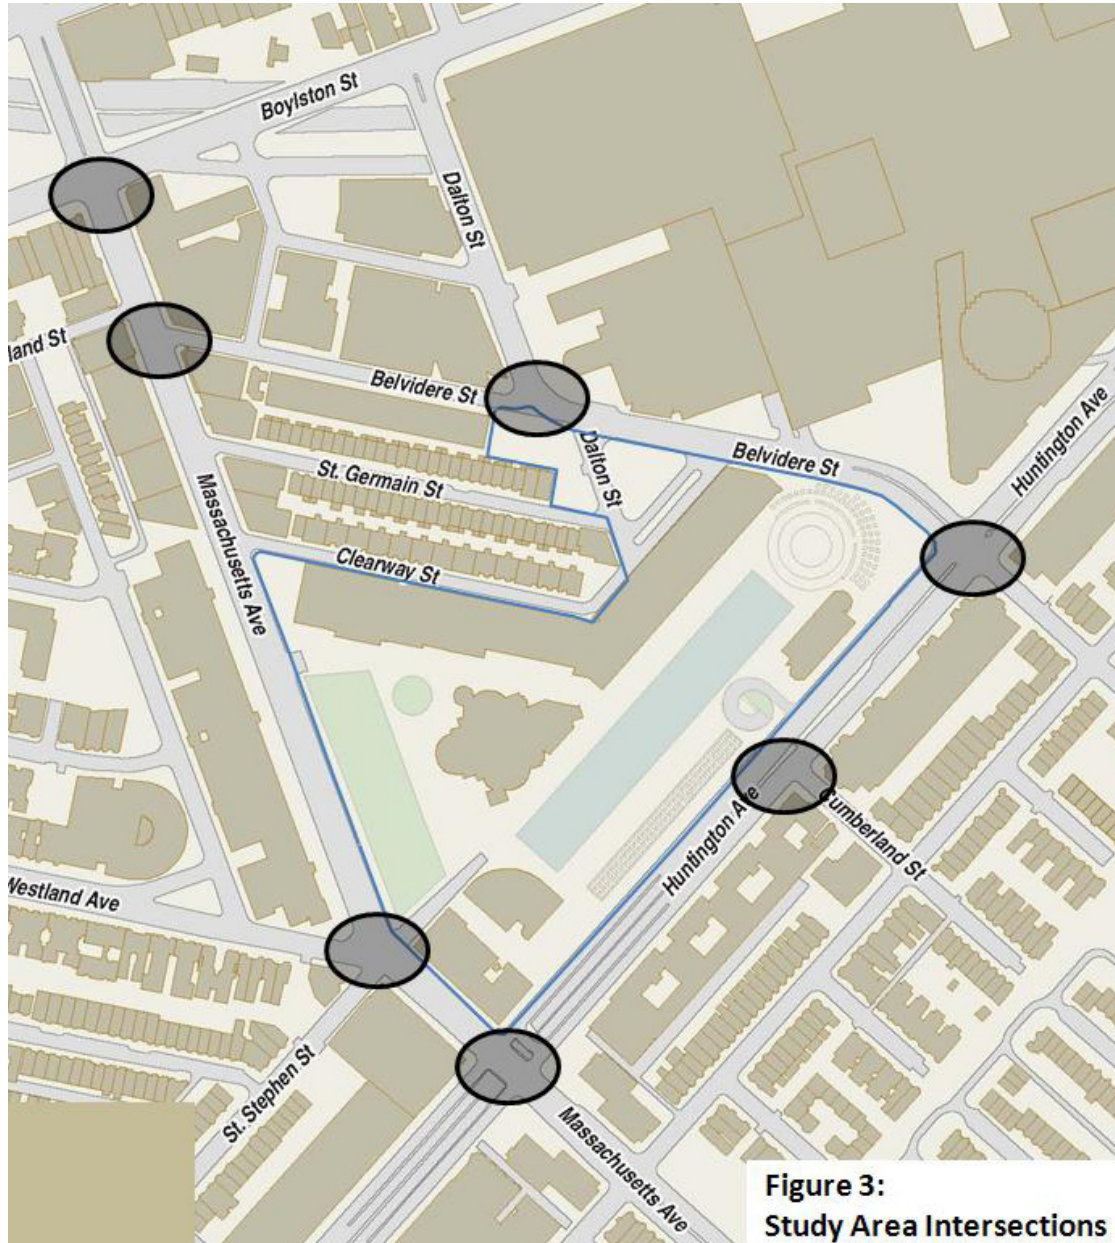 Boylston St
Dalton St
land St
Belvidere St
Huntington Ave
Belvidere St
Dalton St
St. Germain St
Clearway St
Massachusetts Ave
Huntington Ave
Cumberland St
Westland Ave
St. Stephen St
Massachusetts Ave
Figure 3:
Study Area Intersections